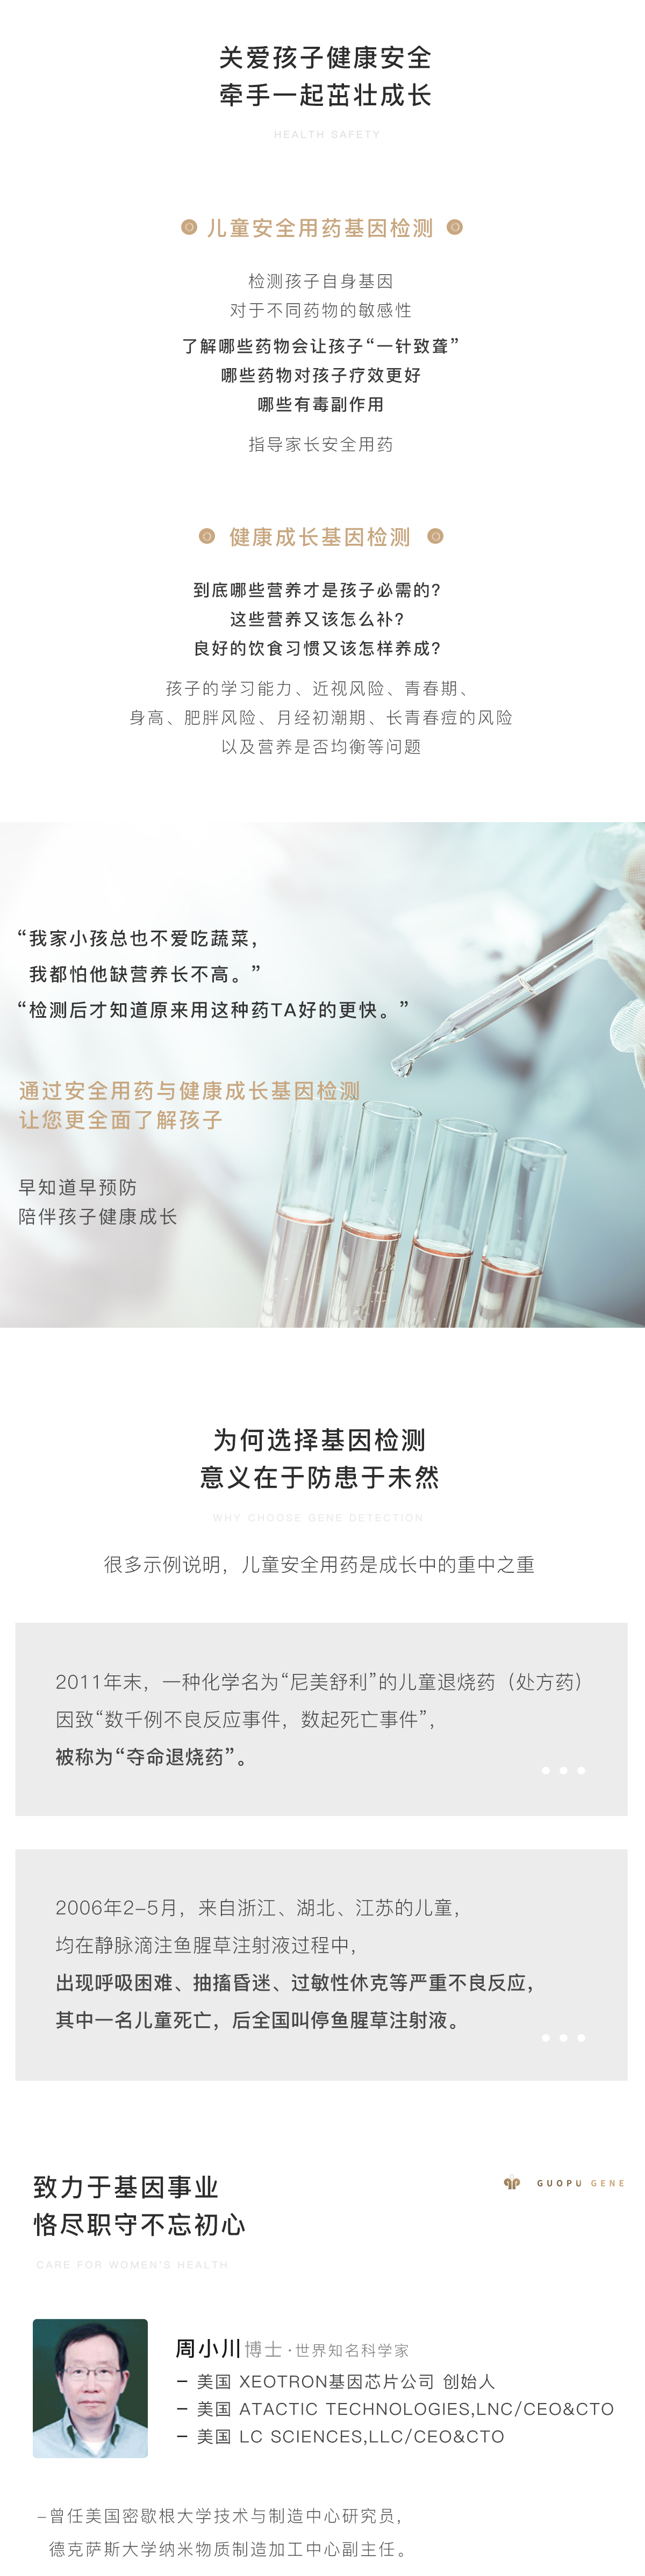 关爱孩子健康安全
牵手一起茁壮成长
HEALTH SAFETY
儿童安全用药基因检测
检测孩子自身基因
对于不同药物的敏感性
了解哪些药物会让孩子“一针致聋”
哪些药物对孩子疗效更好
哪些有毒副作用
指导家长安全用药
健康成长基因检测
到底哪些营养才是孩子必需的?
这些营养又该怎么补?
良好的饮食习惯又该怎样养成?
孩子的学习能力、近视风险、青春期、
身高、肥胖风险、月经初潮期、长青春痘的风险
以及营养是否均衡等问题
“我家小孩总也不爱吃蔬菜，
我都怕他缺营养长不高。”
“检测后才知道原来用这种药TA好的更快。”
通过安全用药与健康成长基因检测
让您更全面了解孩子
早知道早预防
陪伴孩子健康成长
为何选择基因检测
意义在于防患于未然
WHY CHOOSE GENE DETECTION
很多示例说明，儿童安全用药是成长中的重中之重
2011年末，一种化学名为“尼美舒利”的儿童退烧药（处方药）
因致“数千例不良反应事件，数起死亡事件”，
被称为“夺命退烧药”。
2006年2-5月，来自浙江、湖北、江苏的儿童，
均在静脉滴注鱼腥草注射液过程中，
出现呼吸困难、抽搐昏迷、过敏性休克等严重不良反应，
其中一名儿童死亡，后全国叫停鱼腥草注射液。
致力于基因事业
恪尽职守不忘初心
GUOPU GENE
CARE FOR WOMEN'S HEALTH
周小川博士·世界知名科学家
– 美国 XEOTRON基因芯片公司 创始人
– 美国 ATACTIC TECHNOLOGIES,LNC/CEO&CTO
– 美国 LC SCIENCES,LLC/CEO&CTO
–曾任美国密歇根大学技术与制造中心研究员，
德克萨斯大学纳米物质制造加工中心副主任。